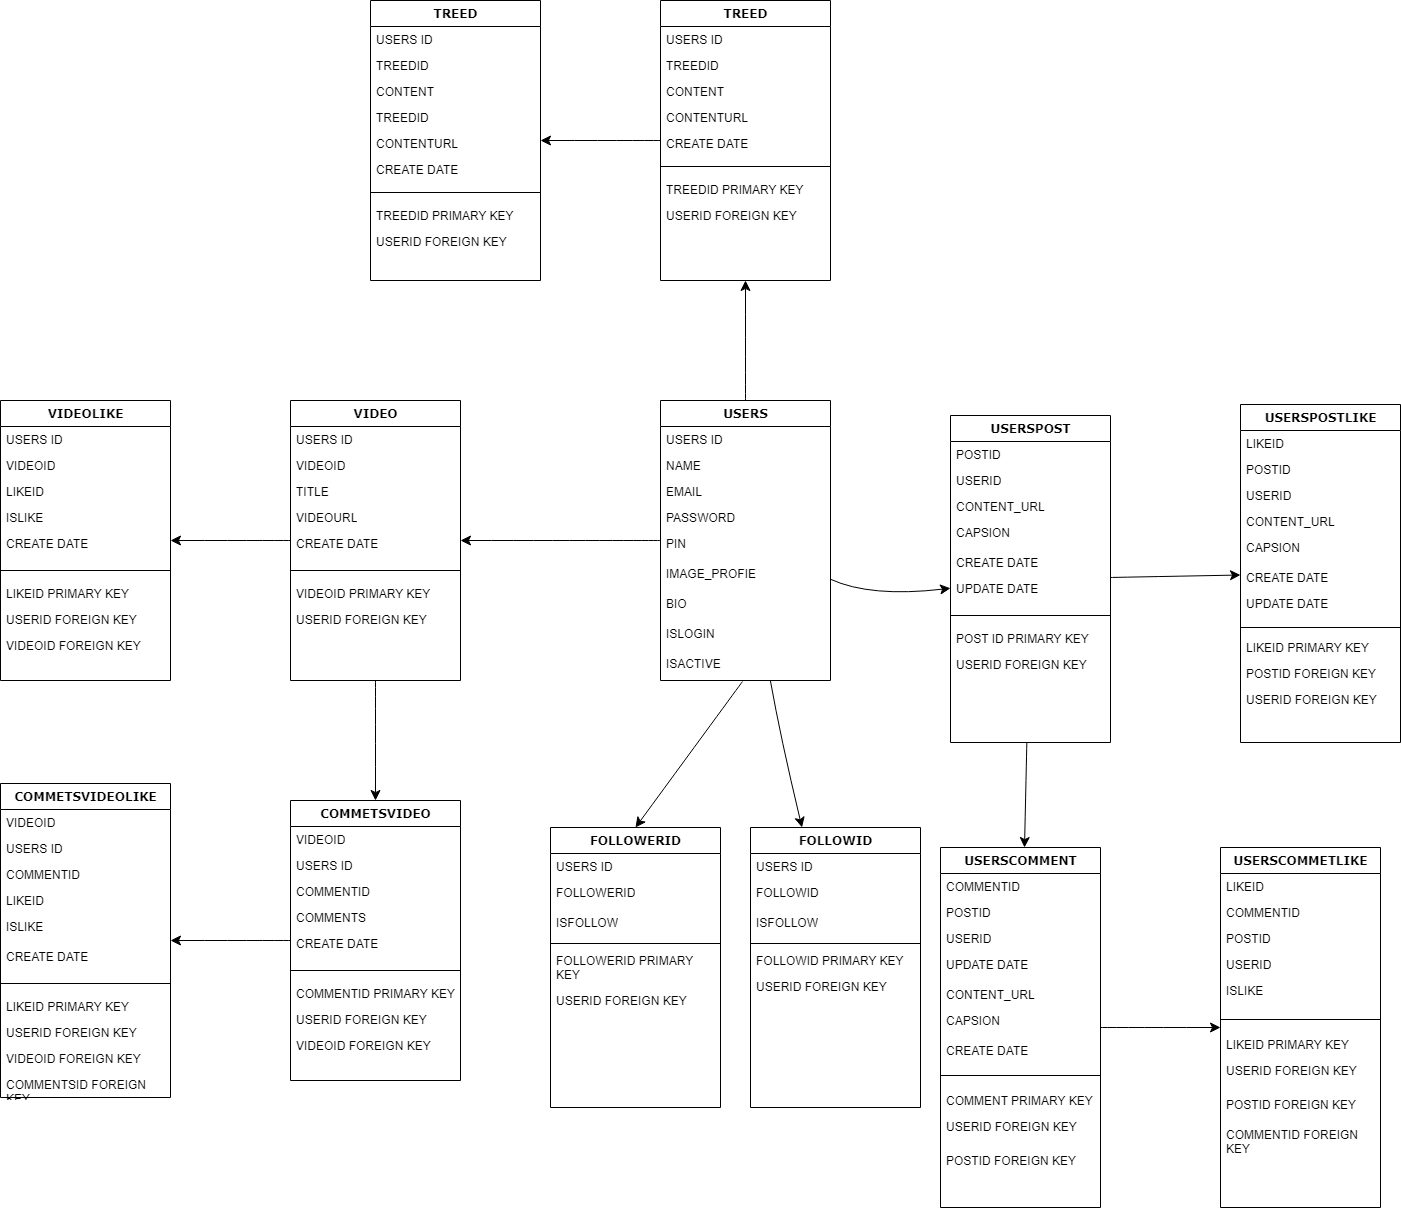 TREED
USERS ID
TREEDID
CONTENT
TREEDID
CONTENTURL
CREATE DATE
TREEDID PRIMARY KEY
USERID FOREIGN KEY
TREED
USERS ID
TREEDID
CONTENT
CONTENTURL
CREATE DATE
TREEDID PRIMARY KEY
USERID FOREIGN KEY
VIDEOLIKE
USERS ID
VIDEOID
LIKEID
ISLIKE
CREATE DATE
LIKEID PRIMARY KEY
USERID FOREIGN KEY
VIDEOID FOREIGN KEY
VIDEO
USERS ID
VIDEOID
TITLE
VIDEOURL
CREATE DATE
VIDEOID PRIMARY KEY
USERID FOREIGN KEY
USERS
USERS ID
NAME
EMAIL
PASSWORD
PIN
IMAGE_PROFIE
BIO
ISLOGIN
ISACTIVE
USERSPOST
POSTID
USERID
CONTENT_URL
CAPSION
CREATE DATE
UPDATE DATE
POST ID PRIMARY KEY
USERID FOREIGN KEY
USERSPOSTLIKE
LIKEID
POSTID
USERID
CONTENT_URL
CAPSION
CREATE DATE
UPDATE DATE
LIKEID PRIMARY KEY
POSTID FOREIGN KEY
USERID FOREIGN KEY
COMMETSVIDEOLIKE
VIDEOID
USERS ID
COMMENTID
LIKEID
ISLIKE
CREATE DATE
LIKEID PRIMARY KEY
USERID FOREIGN KEY
VIDEOID FOREIGN KEY
COMMENTSID FOREIGN
KEY
COMMETSVIDEO
VIDEOID
USERS ID
COMMENTID
COMMENTS
CREATE DATE
COMMENTID PRIMARY KEY
USERID FOREIGN KEY
VIDEOID FOREIGN KEY
FOLLOWERID
USERS ID
FOLLOWERID
ISFOLLOW
FOLLOWERID PRIMARY
KEY
USERID FOREIGN KEY
FOLLOWID
USERS ID
FOLLOWID
ISFOLLOW
FOLLOWID PRIMARY KEY
USERID FOREIGN KEY
USERSCOMMENT
COMMENTID
POSTID
USERID
UPDATE DATE
CONTENT_URL
CAPSION
CREATE DATE
COMMENT PRIMARY KEY
USERID FOREIGN KEY
POSTID FOREIGN KEY
USERSCOMMETLIKE
LIKEID
COMMENTID
POSTID
USERID
ISLIKE
LIKEID PRIMARY KEY
USERID FOREIGN KEY
POSTID FOREIGN KEY
COMMENTID FOREIGN
KEY